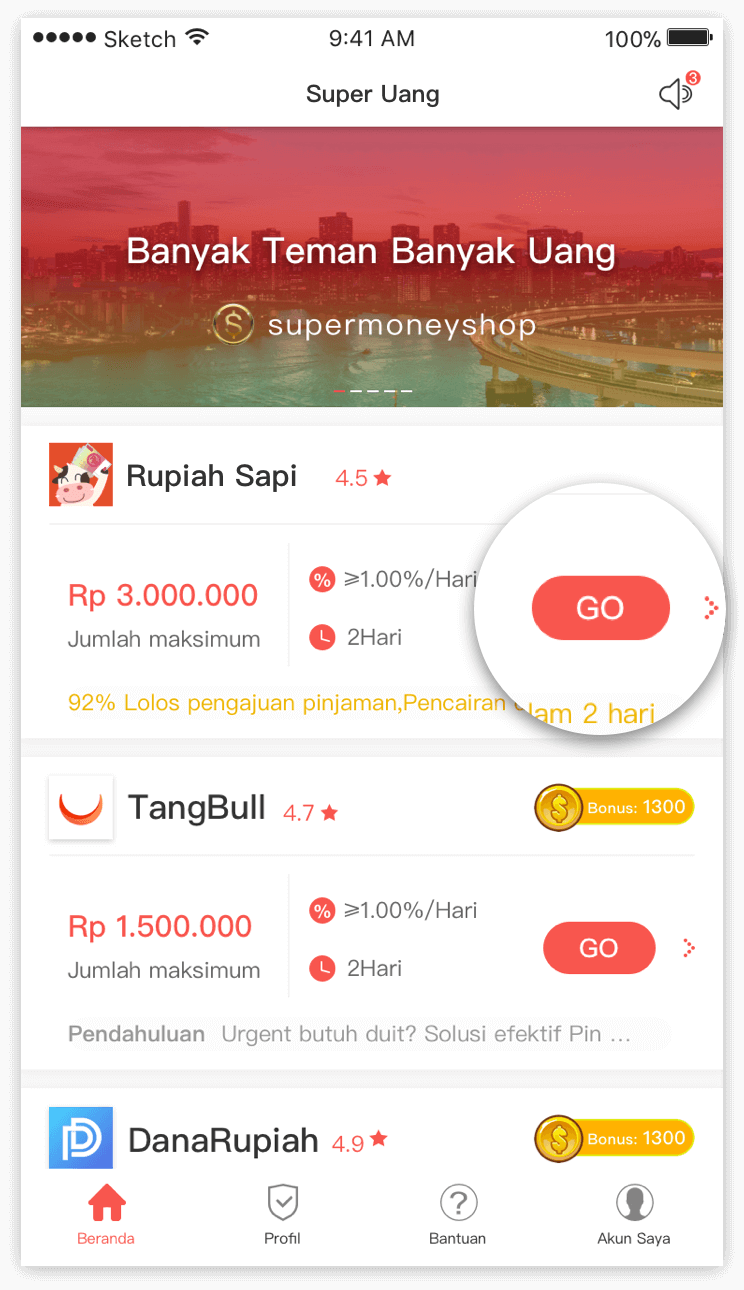 Sketch 9:41 AM 100%
Super Uang 3
Banyak Teman Banyak Uang
$ supermoneyshop
Rupiah Sapi 4.5
Rp 3.000.000
Jumlah maksimum
% ⩾1.00%/Hari
2Hari
GO
92% Lolos pengajuan pinjaman,Pencairan lam 2 hari
TangBull 4.7
$ Bonus: 1300
Rp 1.500.000
Jumlah maksimum
% ⩾1.00%/Hari
2Hari
GO
Pendahuluan Urgent butuh duit? Solusi efektif Pin ...
DanaRupiah 4.9
$ Bonus: 1300
Beranda Profil Bantuan Akun Saya